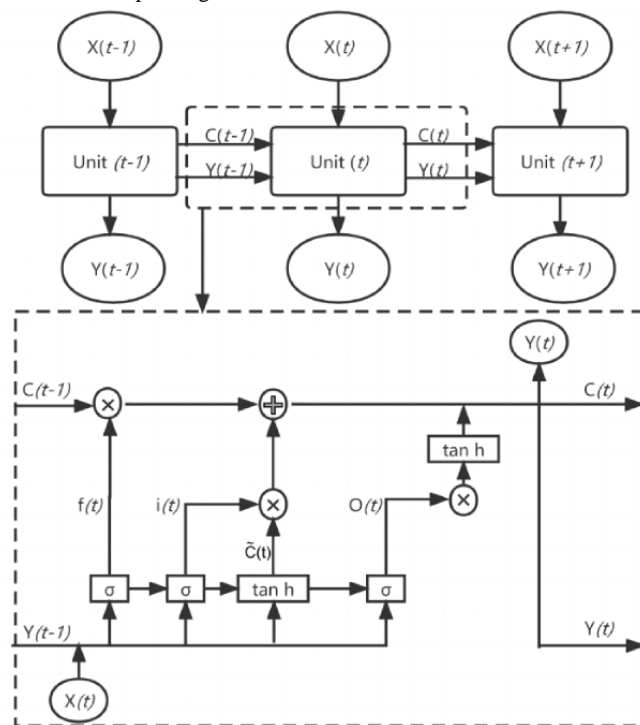 X(t-1) X(t) X(t+1)
C(t-1) C(t)
Unit (t-1) Unit (t) Unit (t+1)
Y(t-1) Y(t)
Y(t-1) Y(t) Y(t+1)
Y(t)
C(t-1) × + C(t)
tan h
f(t) i(t) × O(t) ×
C̃(t)
σ σ tan h σ
Y(t-1) Y(t)
X(t)